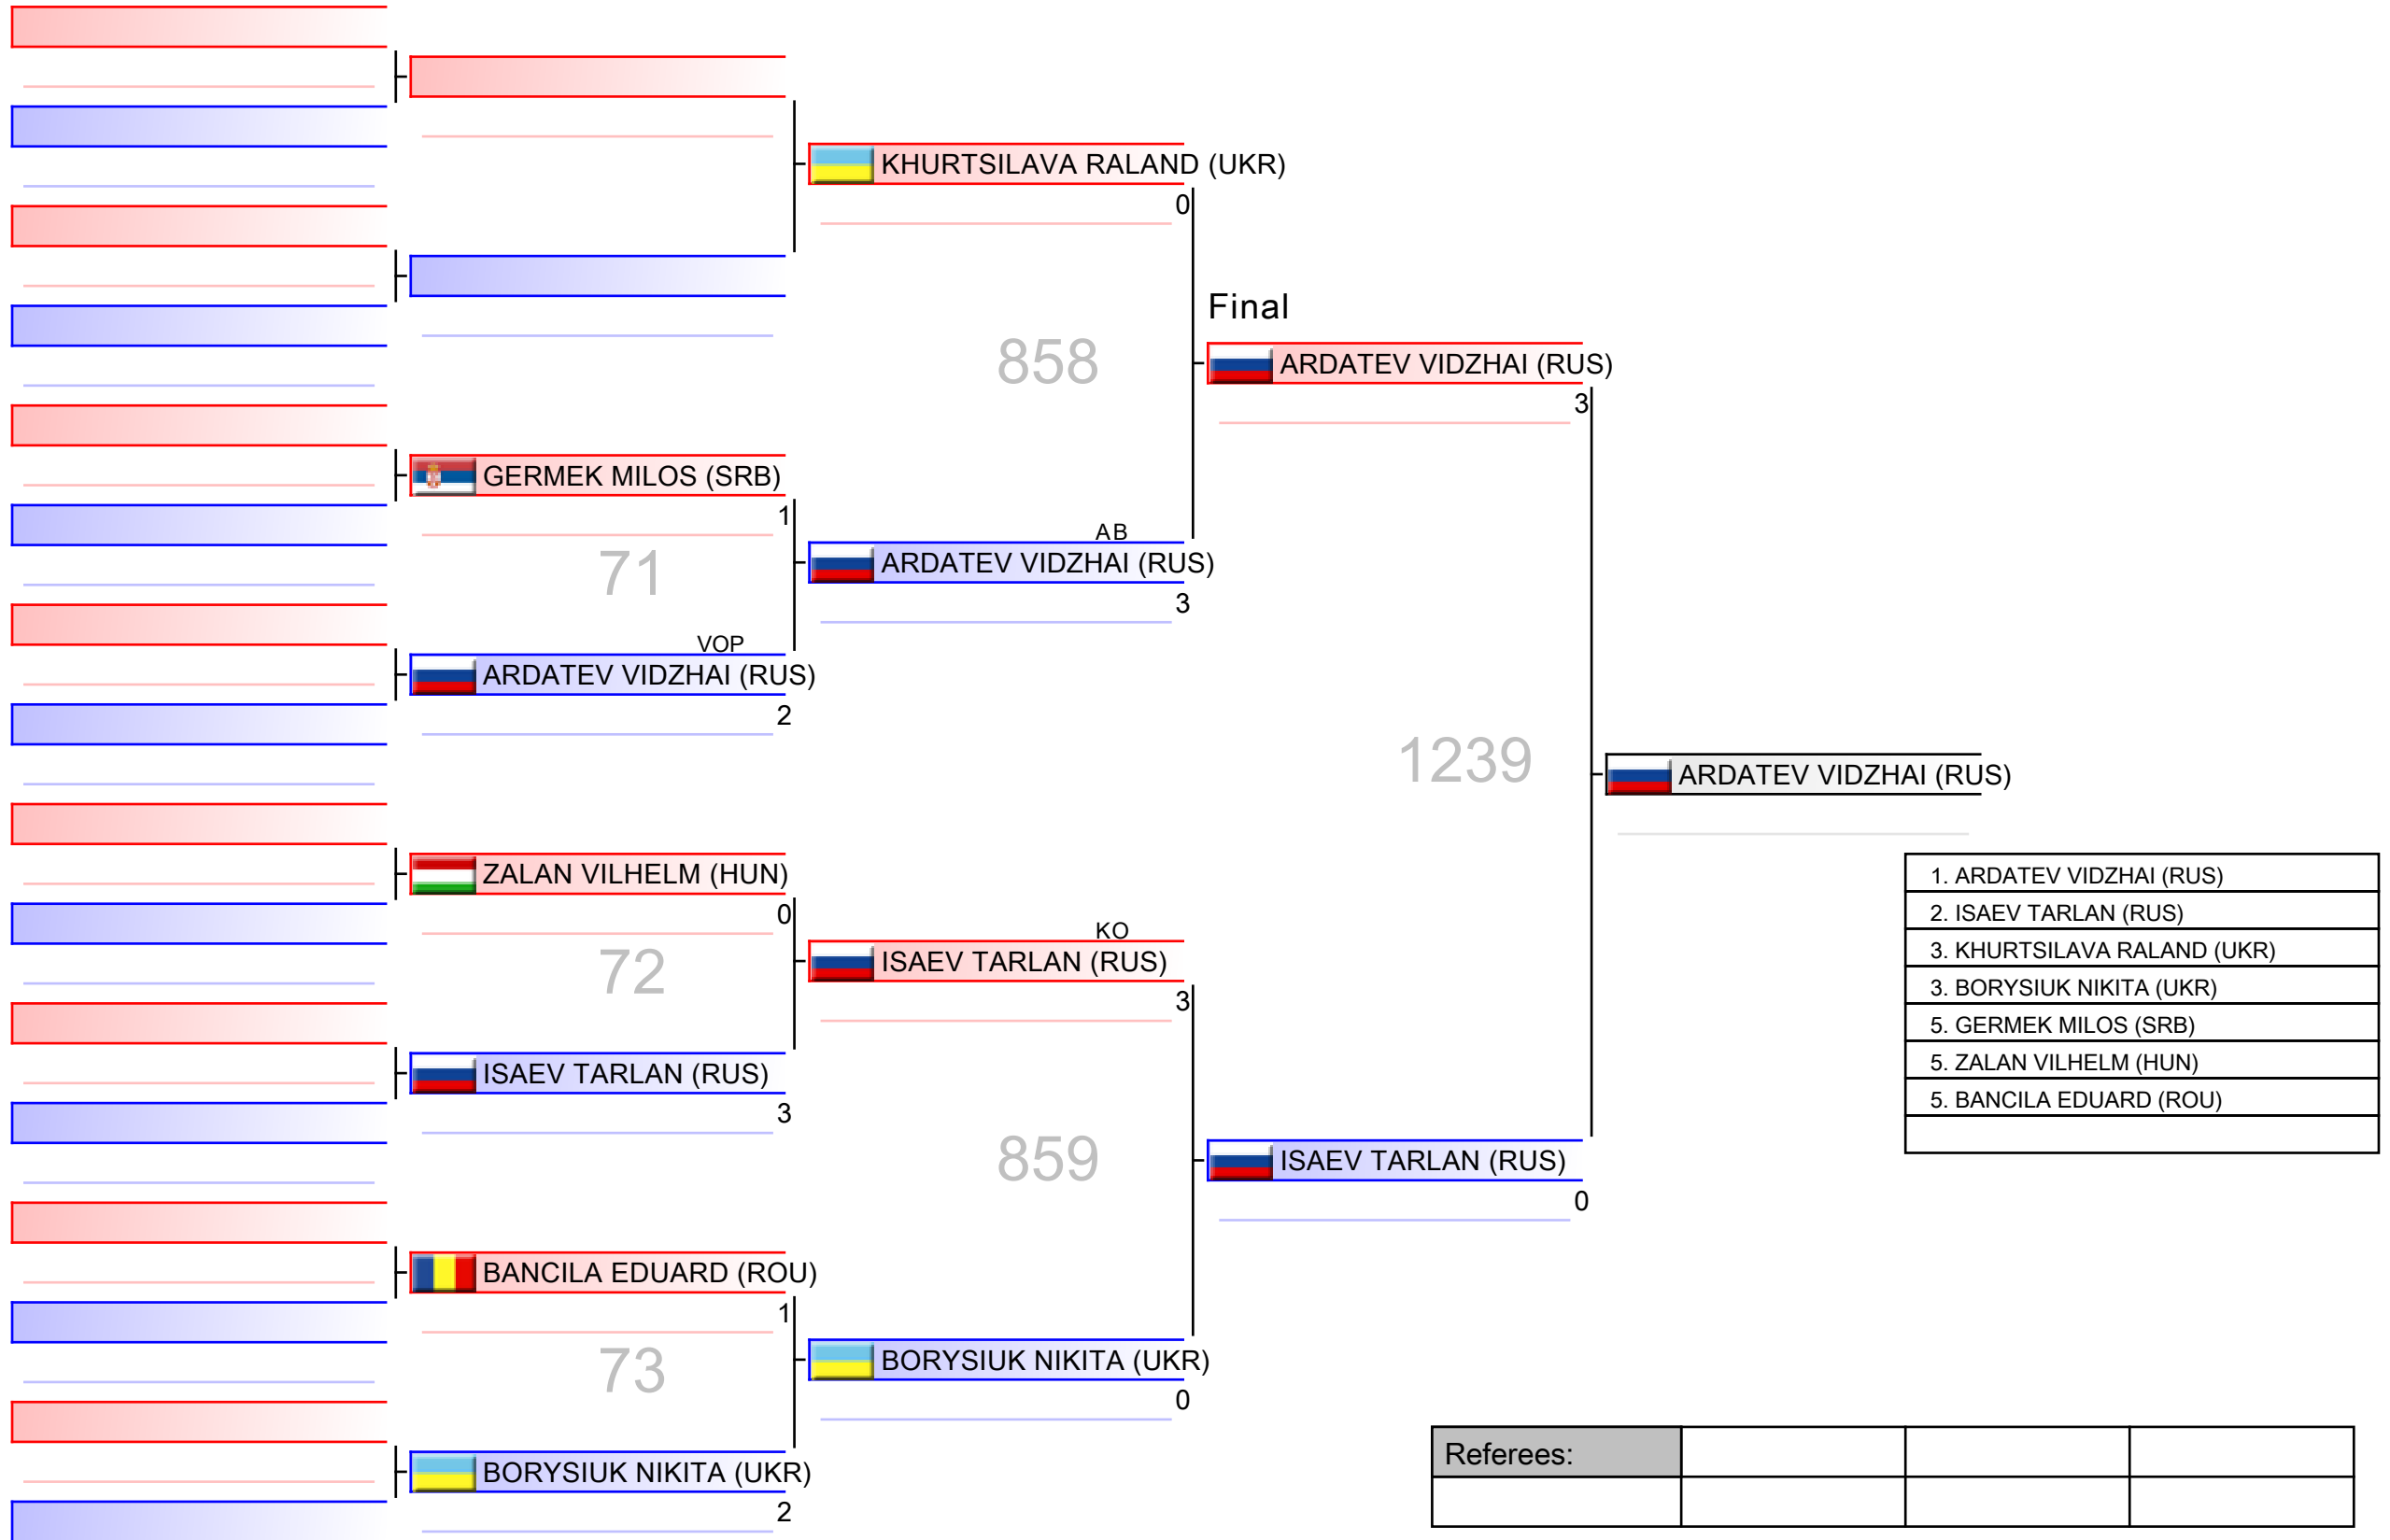 KHURTSILAVA RALAND (UKR)
0
Final
858
ARDATEV VIDZHAI (RUS)
3
GERMEK MILOS (SRB)
1
AB
ARDATEV VIDZHAI (RUS)
3
71
VOP
ARDATEV VIDZHAI (RUS)
2
1239
ARDATEV VIDZHAI (RUS)
ZALAN VILHELM (HUN)
0
KO
ISAEV TARLAN (RUS)
3
72
ISAEV TARLAN (RUS)
3
859
ISAEV TARLAN (RUS)
0
BANCILA EDUARD (ROU)
1
BORYSIUK NIKITA (UKR)
0
73
BORYSIUK NIKITA (UKR)
2
1. ARDATEV VIDZHAI (RUS)
2. ISAEV TARLAN (RUS)
3. KHURTSILAVA RALAND (UKR)
3. BORYSIUK NIKITA (UKR)
5. GERMEK MILOS (SRB)
5. ZALAN VILHELM (HUN)
5. BANCILA EDUARD (ROU)
Referees: